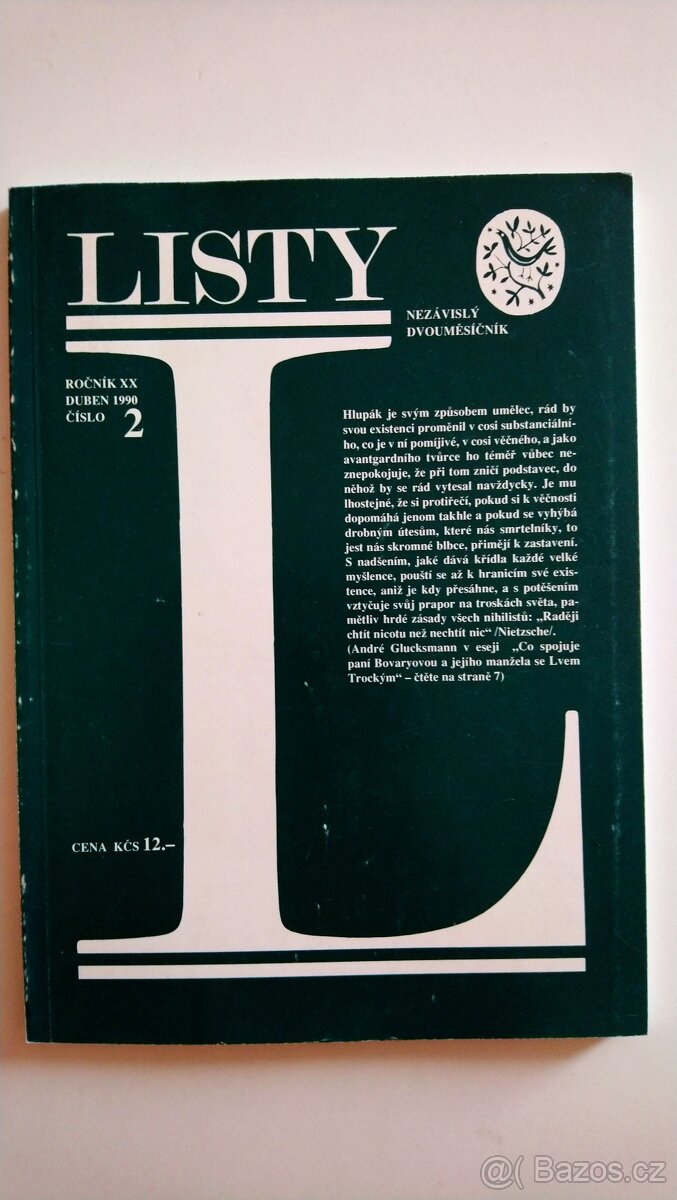 LISTY
NEZÁVISLÝ
DVOUMĚSÍČNÍK
ROČNÍK XX
DUBEN 1990
ČÍSLO 2
Hlupák je svým způsobem umělec, rád by
svou existenci proměnil v cosi substanciální-
ho, co je v ní pomíjivé, v cosi věčného, a jako
avantgardního tvůrce ho téměř vůbec ne-
znepokojuje, že při tom zničí podstavec, do
něhož by se rád vytesal navždycky. Je mu
lhostejné, že si protiřečí, pokud si k věčnosti
dopomáhá jenom takhle a pokud se vyhýbá
drobným útesům, které nás smrtelníky, to
jest nás skromné blbce, přimějí k zastavení.
S nadšením, jaké dává křídla každé velké
myšlence, pouští se až k hranicím své exis-
tence, aniž je kdy přesáhne, a s potěšením
vztyčuje svůj prapor na troskách světa, pa-
mětliv hrdé zásady všech nihilistů: „Raději
chtít nicotu než nechtít nic“ /Nietzsche/.
(André Glucksmann v eseji „Co spojuje
paní Bovaryovou a jejího manžela se Lvem
Trockým“ – čtěte na straně 7)
L
CENA KČS 12.–
@( Bazos.cz